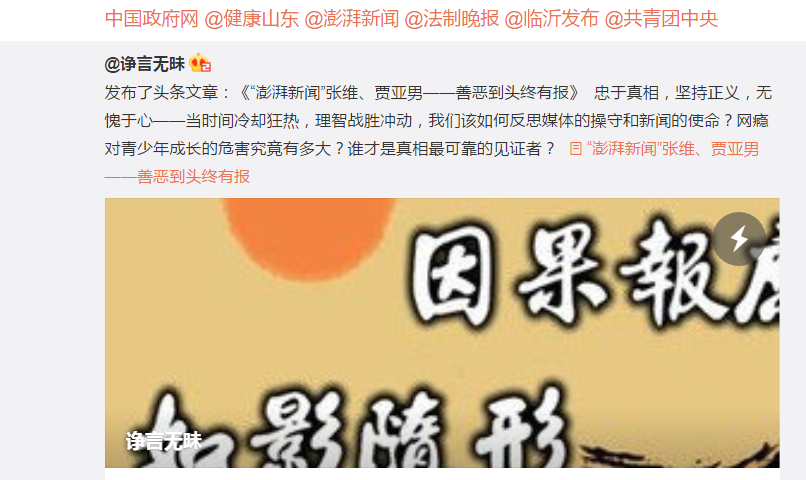 中国政府网 @健康山东 @澎湃新闻 @法制晚报 @临沂发布 @共青团中央
@诤言无昧
发布了头条文章：《“澎湃新闻”张维、贾亚男——善恶到头终有报》 忠于真相，坚持正义，无
愧于心——当时间冷却狂热，理智战胜冲动，我们该如何反思媒体的操守和新闻的使命？网瘾
对青少年成长的危害究竟有多大？谁才是真相最可靠的见证者？ “澎湃新闻”张维、贾亚男
——善恶到头终有报
因果報應
如影隨形
诤言无昧